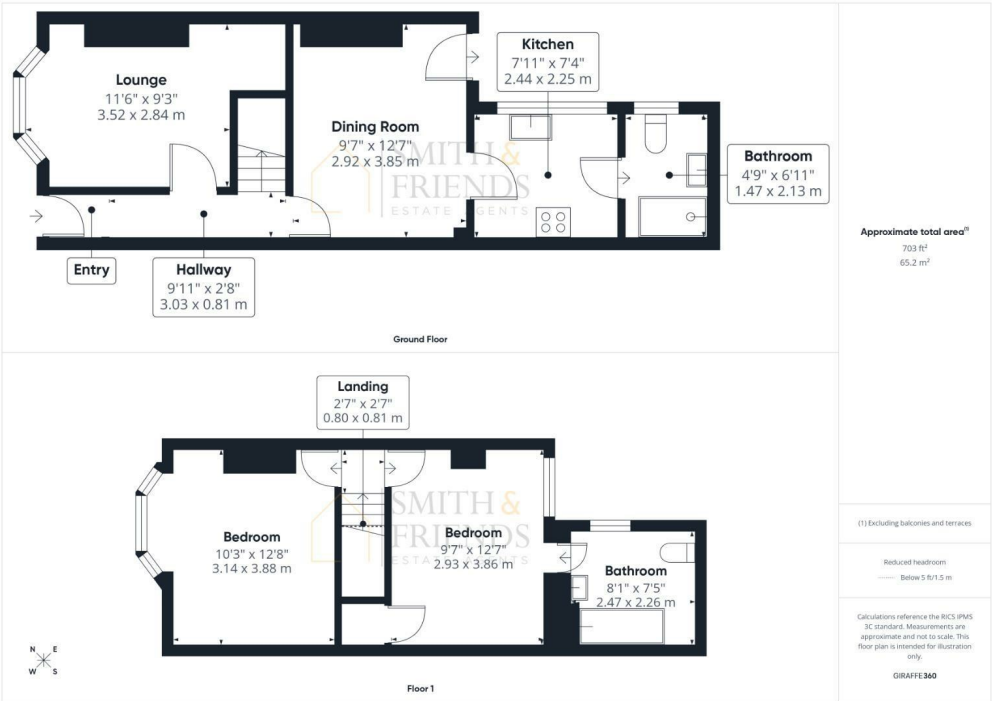 Lounge
11'6" x 9'3"
3.52 x 2.84 m
Dining Room
9'7" x 12'7"
2.92 x 3.85 m
Kitchen
7'11" x 7'4"
2.44 x 2.25 m
Bathroom
4'9" x 6'11"
1.47 x 2.13 m
Entry
Hallway
9'11" x 2'8"
3.03 x 0.81 m
SMITH &
FRIENDS
ESTATE AGENTS
Ground Floor
Landing
2'7" x 2'7"
0.80 x 0.81 m
Bedroom
10'3" x 12'8"
3.14 x 3.88 m
Bedroom
9'7" x 12'7"
2.93 x 3.86 m
Bathroom
8'1" x 7'5"
2.47 x 2.26 m
SMITH &
FRIENDS
ESTATE AGENTS
N E
W S
Floor 1
Approximate total area(1)
703 ft²
65.2 m²
(1) Excluding balconies and terraces
Reduced headroom
Below 5 ft/1.5 m
Calculations reference the RICS IPMS
3C standard. Measurements are
approximate and not to scale. This
floor plan is intended for illustration
only.
GIRAFFE360